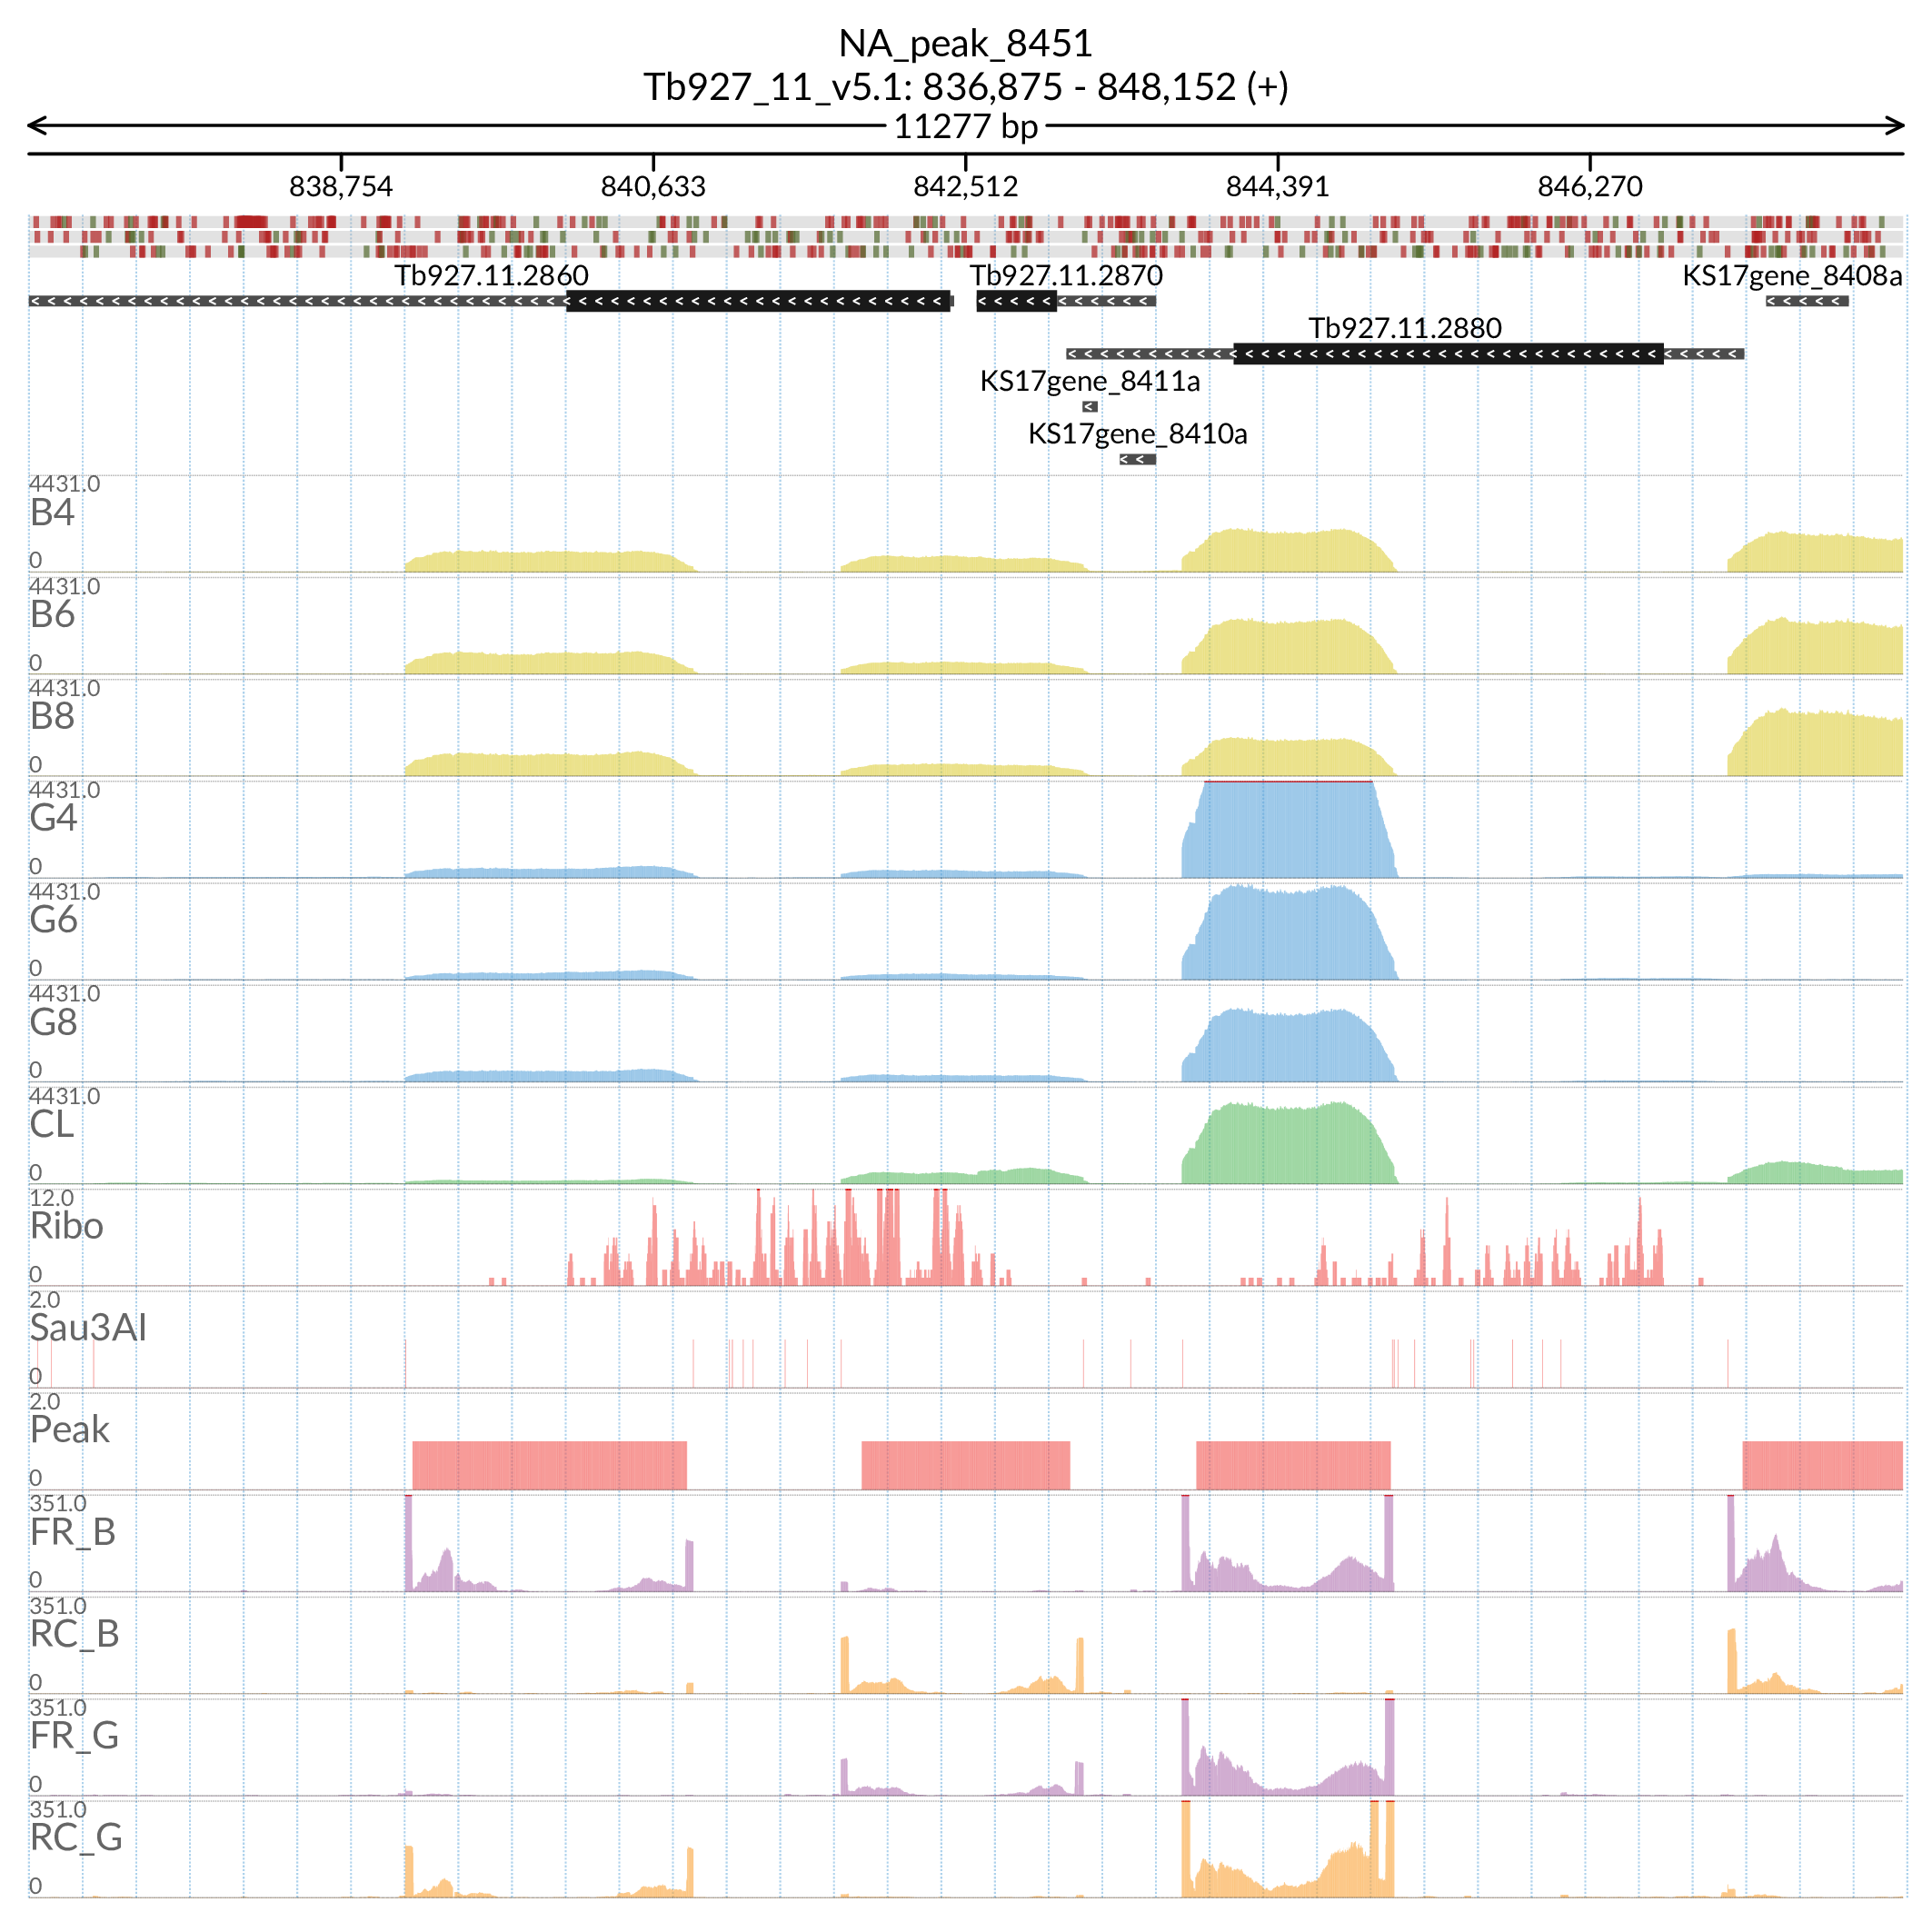 NA_peak_8451
Tb927_11_v5.1: 836,875 - 848,152 (+)
11277 bp
838,754 840,633 842,512 844,391 846,270
Tb927.11.2860 Tb927.11.2870 KS17gene_8408a
Tb927.11.2880
KS17gene_8411a
KS17gene_8410a
4431.0
B4
0
4431.0
B6
0
4431.0
B8
0
4431.0
G4
0
4431.0
G6
0
4431.0
G8
0
4431.0
CL
0
12.0
Ribo
0
2.0
Sau3AI
0
2.0
Peak
0
351.0
FR_B
0
351.0
RC_B
0
351.0
FR_G
0
351.0
RC_G
0